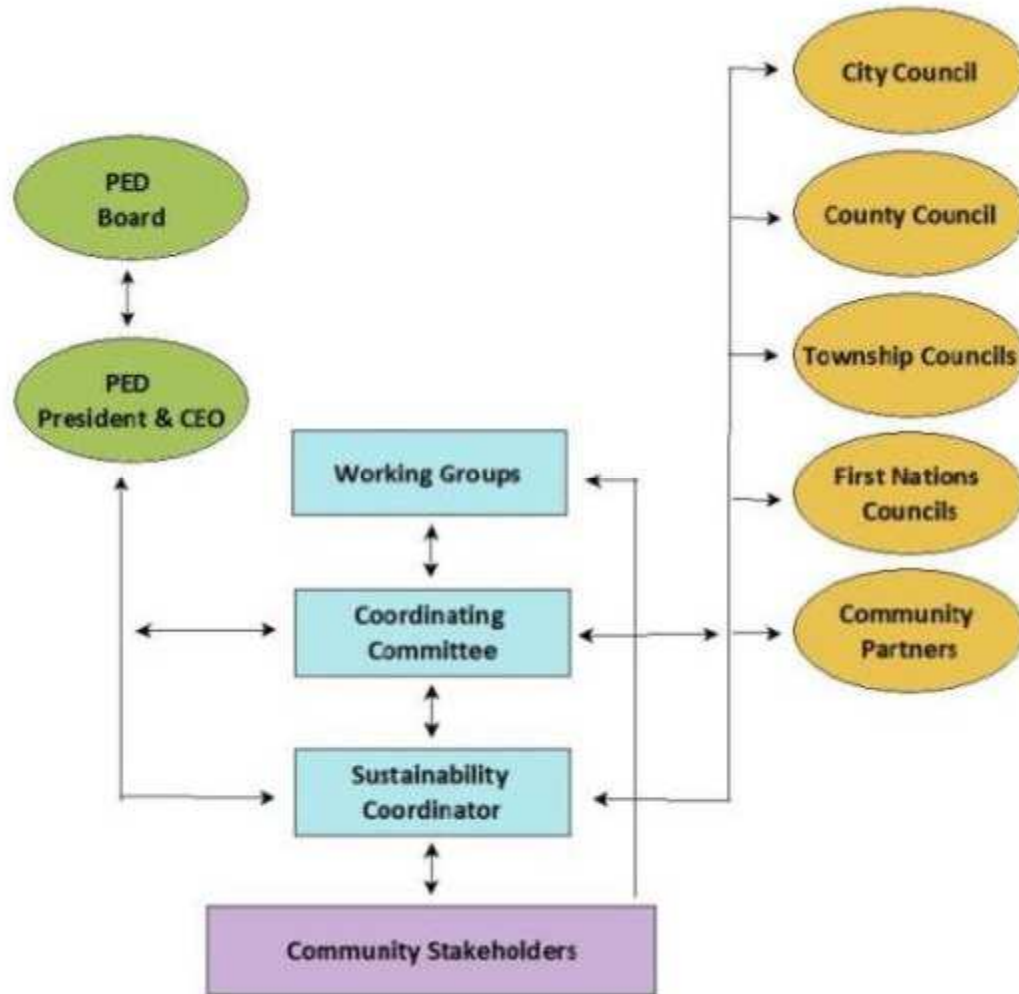 City Council
PED
Board
County Council
Township Councils
PED
President & CEO
Working Groups
First Nations
Councils
Coordinating
Committee
Community
Partners
Sustainability
Coordinator
Community Stakeholders